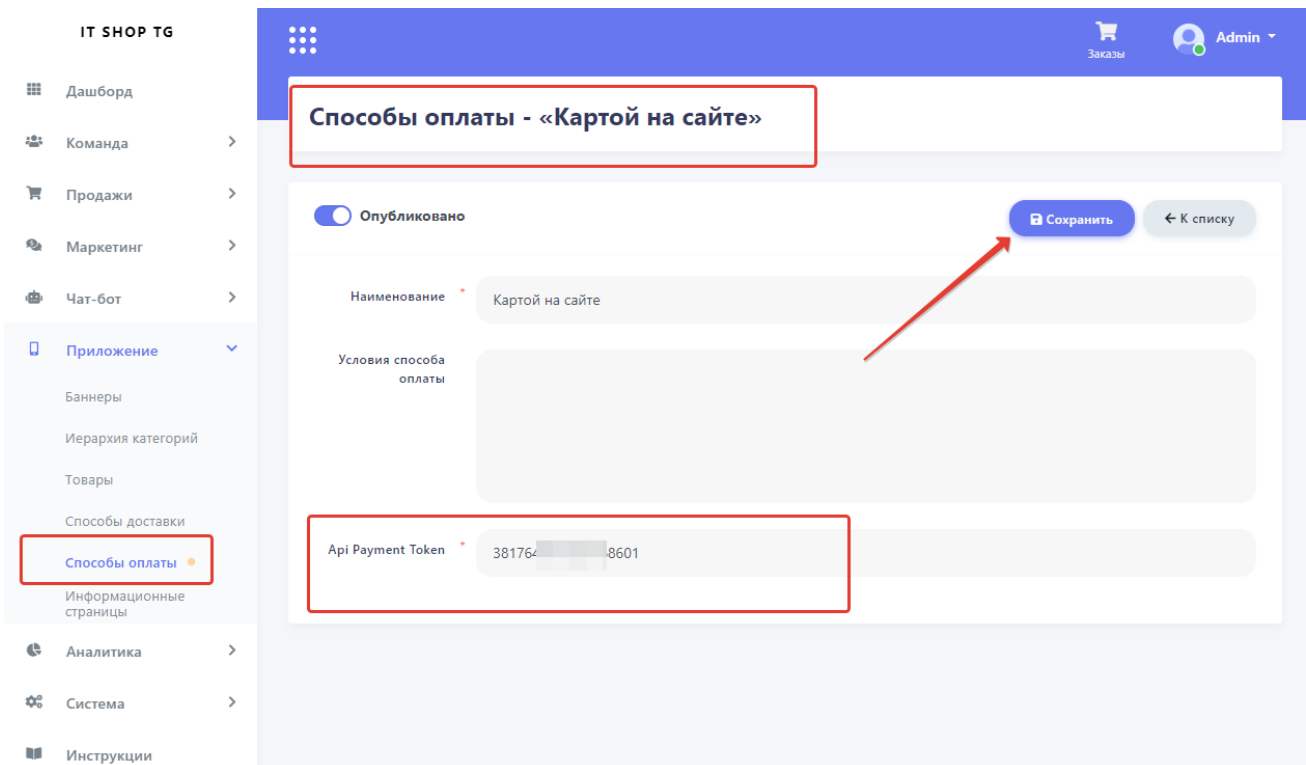 IT SHOP TG
Заказы
Admin
Дашборд
Команда
Продажи
Маркетинг
Чат-бот
Приложение
Баннеры
Иерархия категорий
Товары
Способы доставки
Способы оплаты
Информационные
страницы
Аналитика
Система
Инструкции
Способы оплаты - «Картой на сайте»
Опубликовано
Сохранить
К списку
Наименование *
Картой на сайте
Условия способа
оплаты
Api Payment Token *
38176 8601